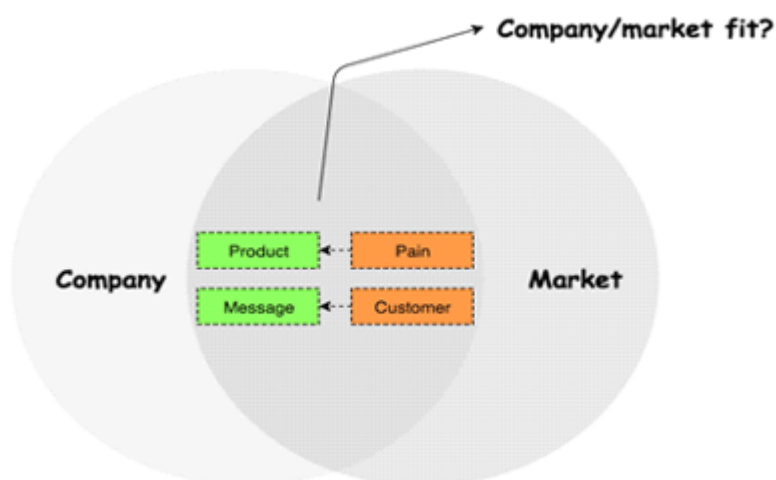 Company/market fit?
Product
Pain
Company
Market
Message
Customer